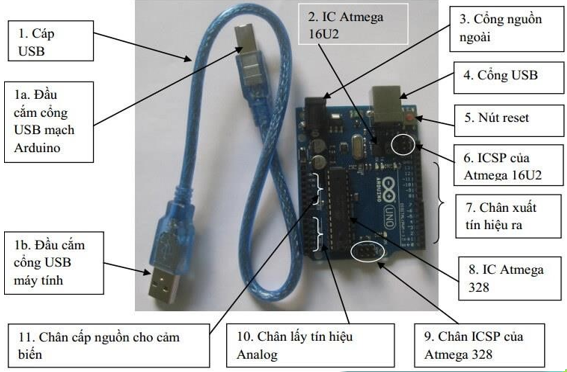 1. Cáp
USB
1a. Đầu
cắm cổng
USB mạch
Arduino
1b. Đầu cắm
cổng USB
máy tính
2. IC Atmega
16U2
3. Cổng nguồn
ngoài
4. Cổng USB
5. Nút reset
6. ICSP của
Atmega 16U2
7. Chân xuất
tín hiệu ra
8. IC Atmega
328
9. Chân ICSP của
Atmega 328
10. Chân lấy tín hiệu
Analog
11. Chân cấp nguồn cho cảm
biến
ARDUINO
UNO